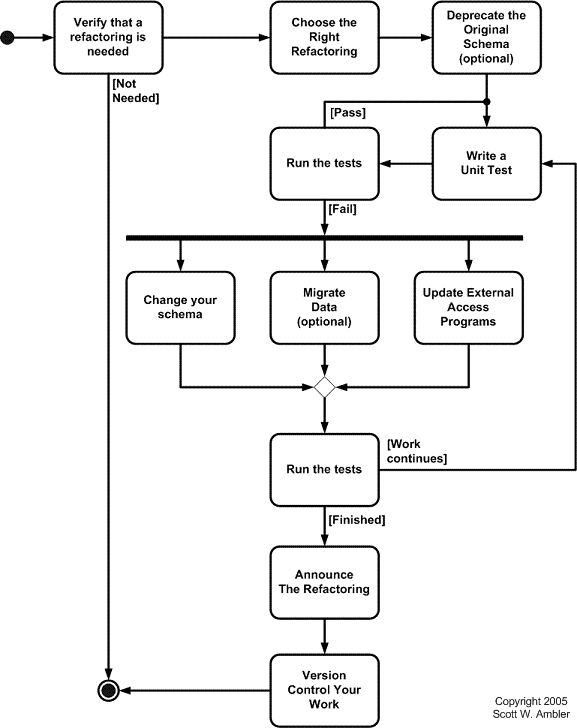 Verify that a
refactoring is
needed
Choose the
Right
Refactoring
Deprecate the
Original
Schema
(optional)
[Not
Needed]
[Pass]
Run the tests
Write a
Unit Test
[Fail]
Change your
schema
Migrate
Data
(optional)
Update External
Access
Programs
Run the tests
[Work
continues]
[Finished]
Announce
The Refactoring
Version
Control Your
Work
Copyright 2005
Scott W. Ambler